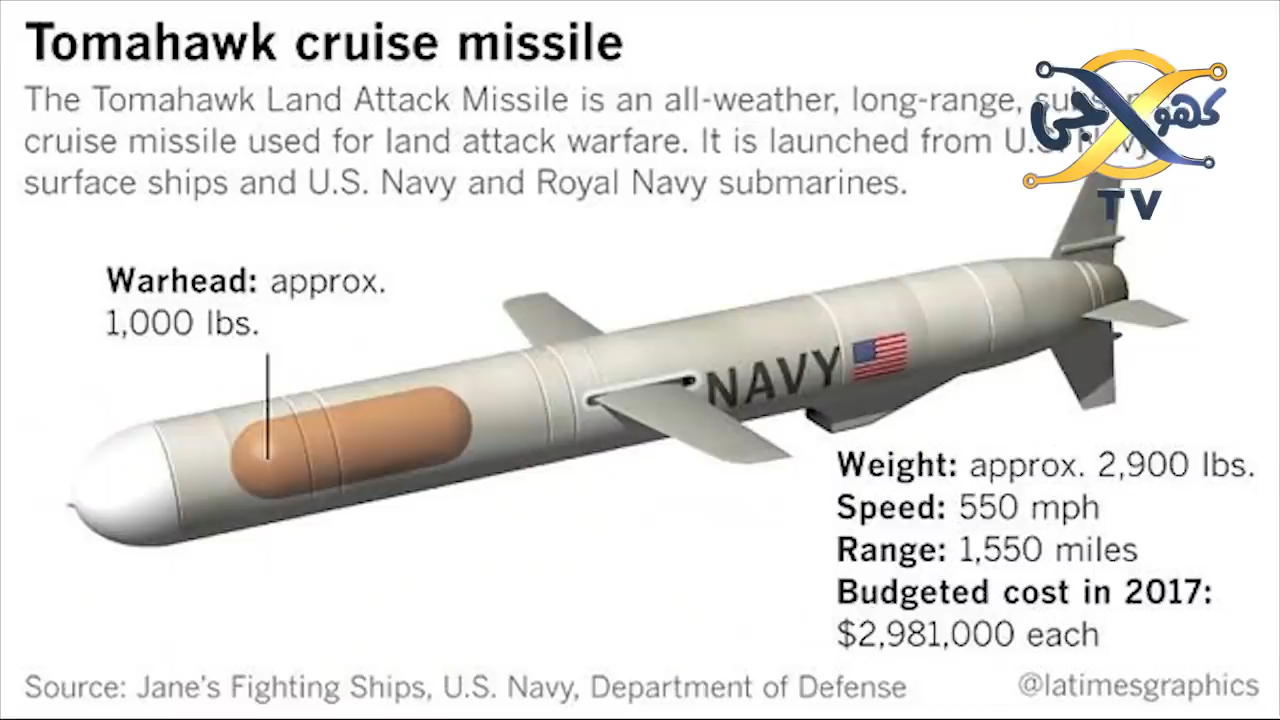 Tomahawk cruise missile
The Tomahawk Land Attack Missile is an all-weather, long-range,
cruise missile used for land attack warfare. It is launched from U.S. Navy
surface ships and U.S. Navy and Royal Navy submarines.
کھوجی
TV
Warhead: approx.
1,000 lbs.
NAVY
Weight: approx. 2,900 lbs.
Speed: 550 mph
Range: 1,550 miles
Budgeted cost in 2017:
$2,981,000 each
Source: Jane's Fighting Ships, U.S. Navy, Department of Defense
@latimesgraphics